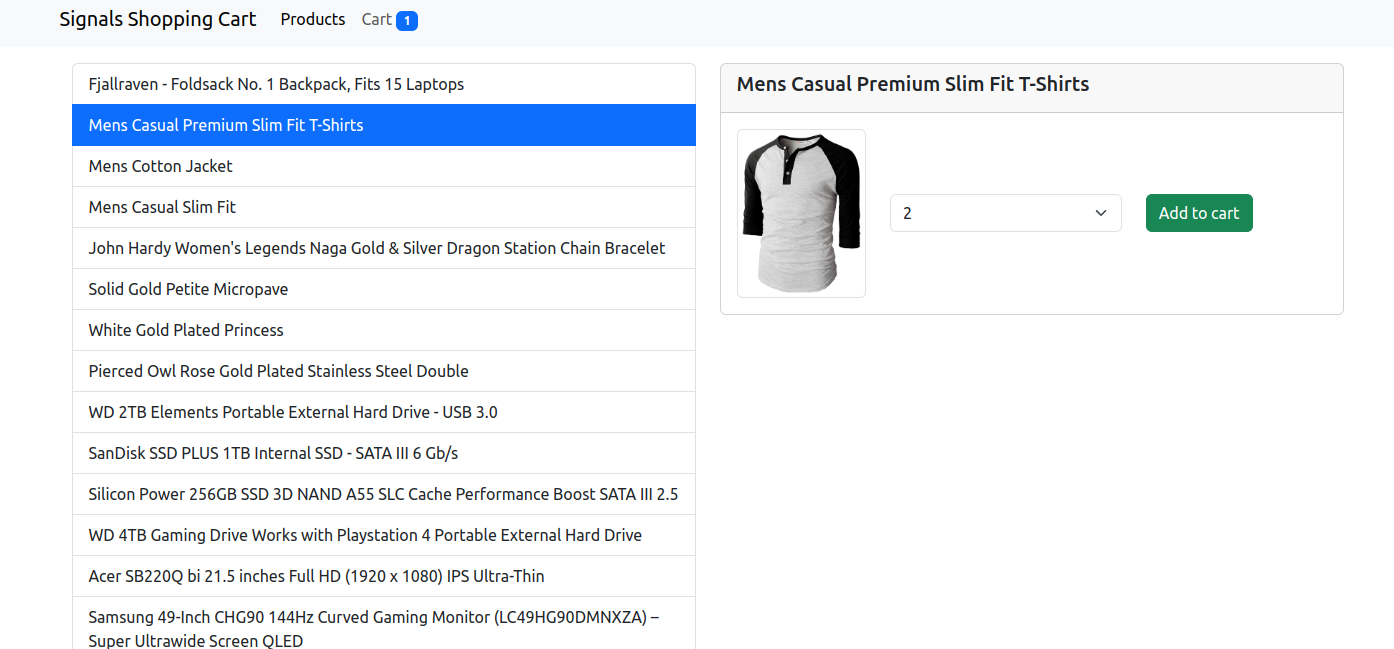 Signals Shopping Cart Products Cart 1
Fjallraven - Foldsack No. 1 Backpack, Fits 15 Laptops
Mens Casual Premium Slim Fit T-Shirts
Mens Cotton Jacket
Mens Casual Slim Fit
John Hardy Women's Legends Naga Gold & Silver Dragon Station Chain Bracelet
Solid Gold Petite Micropave
White Gold Plated Princess
Pierced Owl Rose Gold Plated Stainless Steel Double
WD 2TB Elements Portable External Hard Drive - USB 3.0
SanDisk SSD PLUS 1TB Internal SSD - SATA III 6 Gb/s
Silicon Power 256GB SSD 3D NAND A55 SLC Cache Performance Boost SATA III 2.5
WD 4TB Gaming Drive Works with Playstation 4 Portable External Hard Drive
Acer SB220Q bi 21.5 inches Full HD (1920 x 1080) IPS Ultra-Thin
Samsung 49-Inch CHG90 144Hz Curved Gaming Monitor (LC49HG90DMNXZA) –
Super Ultrawide Screen QLED
Mens Casual Premium Slim Fit T-Shirts
2 Add to cart